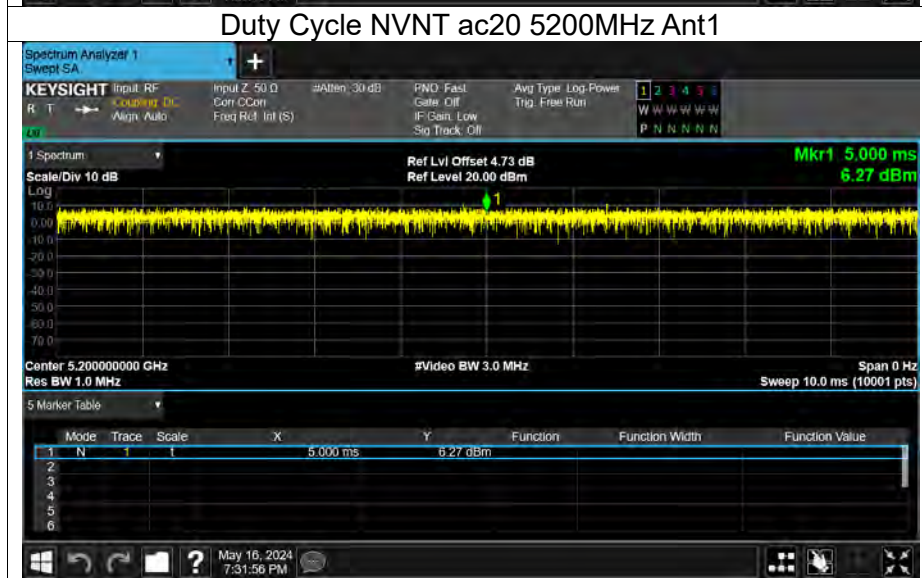 Duty Cycle NVNT ac20 5200MHz Ant1
Spectrum Analyzer 1
Swept SA
+
KEYSIGHT Input: RF Input Z: 50 Ω #Atten: 30 dB PNO: Fast Avg Type: Log-Power 1 2 3 4 5 6
R T Coupling: DC Corr CCorr Gate: Off Trig: Free Run W W W W W W
Align: Auto Freq Ref: Int (S) IF Gain: Low
Sig Track: Off P N N N N N
1 Spectrum
Ref Lvl Offset 4.73 dB Mkr1 5.000 ms
Scale/Div 10 dB Ref Level 20.00 dBm 6.27 dBm
Log
1
10.0
0.00
-10.0
-20.0
-30.0
-40.0
-50.0
-60.0
-70.0
Center 5.200000000 GHz #Video BW 3.0 MHz Span 0 Hz
Res BW 1.0 MHz Sweep 10.0 ms (10001 pts)
5 Marker Table
Mode Trace Scale X Y Function Function Width Function Value
1 N 1 t 5.000 ms 6.27 dBm
2
3
4
5
6
? May 16, 2024
7:31:56 PM